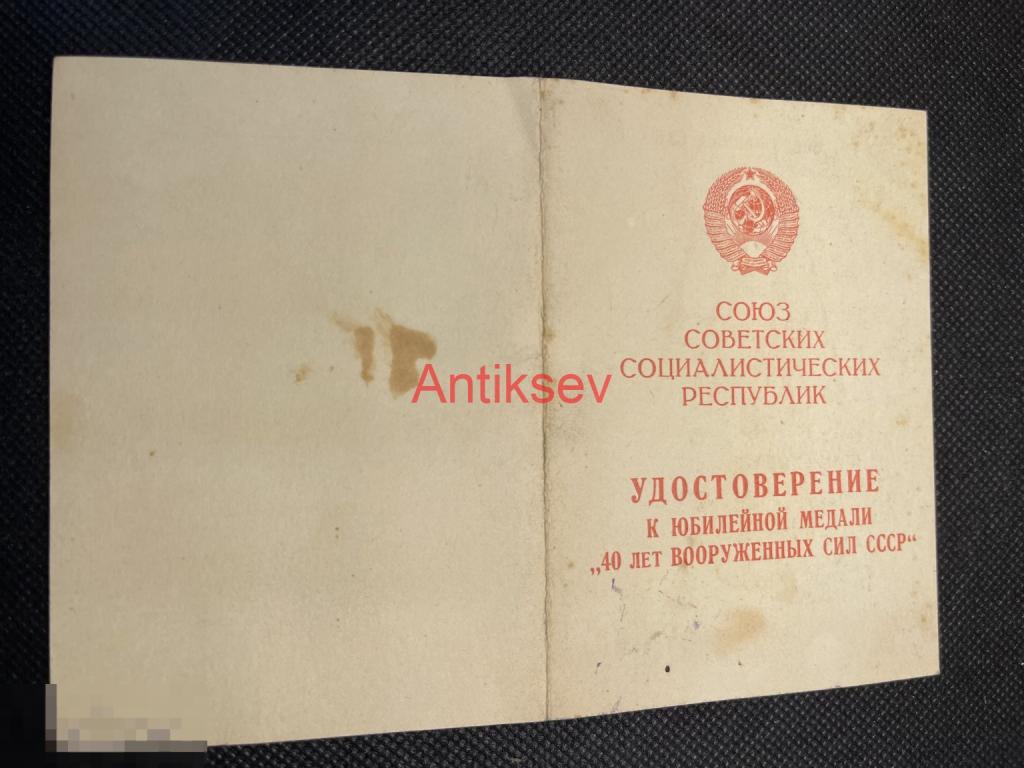 Antiksev
СОЮЗ
СОВЕТСКИХ
СОЦИАЛИСТИЧЕСКИХ
РЕСПУБЛИК
УДОСТОВЕРЕНИЕ
К ЮБИЛЕЙНОЙ МЕДАЛИ
„40 ЛЕТ ВООРУЖЕННЫХ СИЛ СССР“